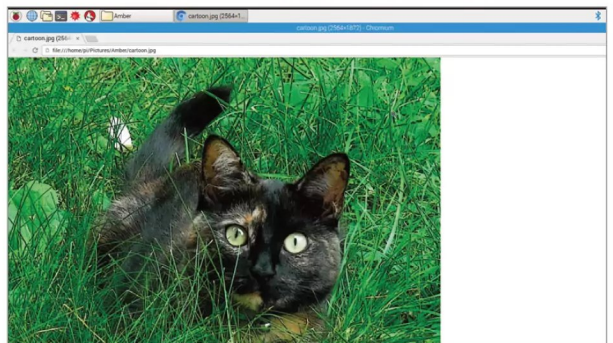 Amber
cartoon.jpg (2564×1...
cartoon.jpg (2564×1872) - Chromium
cartoon.jpg (2564× ×
file:///home/pi/Pictures/Amber/cartoon.jpg